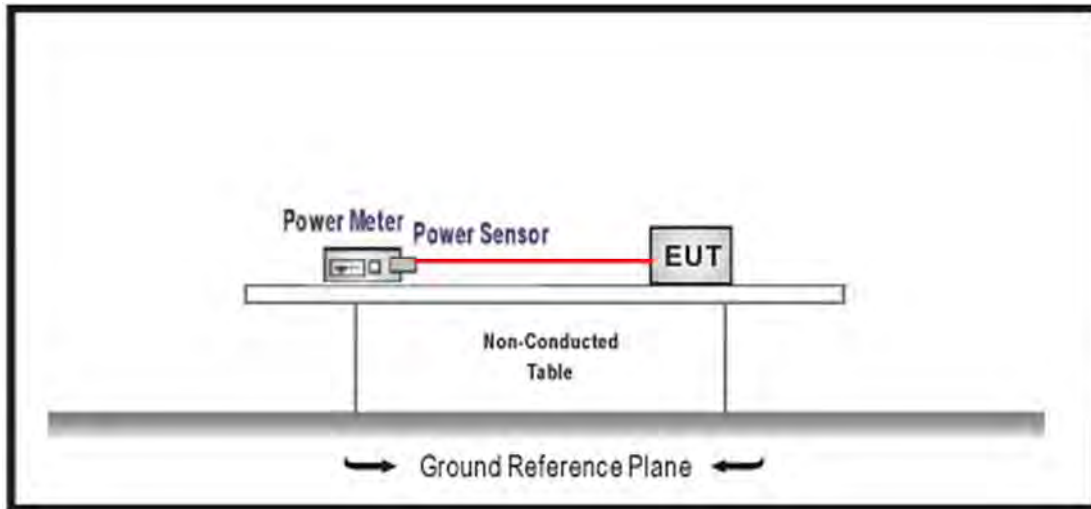 Power Meter
Power Sensor
EUT
Non-Conducted
Table
Ground Reference Plane